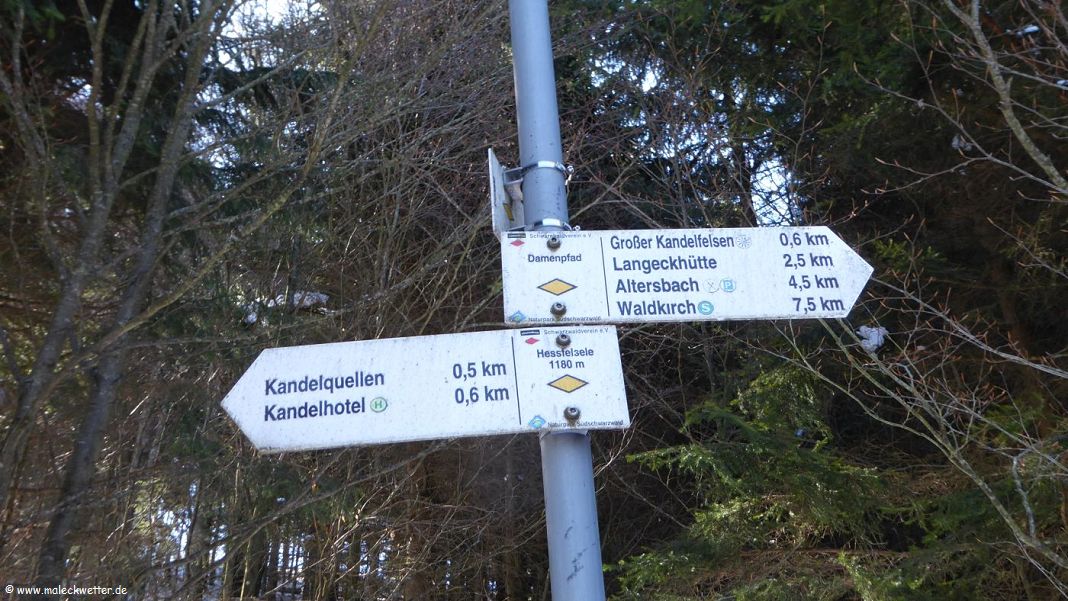 Schwarzwaldverein e.V.
Damenpfad
Naturpark Südschwarzwald
Großer Kandelfelsen 0,6 km
Langeckhütte 2,5 km
Altersbach P 4,5 km
Waldkirch S 7,5 km
Kandelquellen 0,5 km
Kandelhotel H 0,6 km
Schwarzwaldverein e.V.
1180 m
Naturpark Südschwarzwald
© www.maleckwetter.de